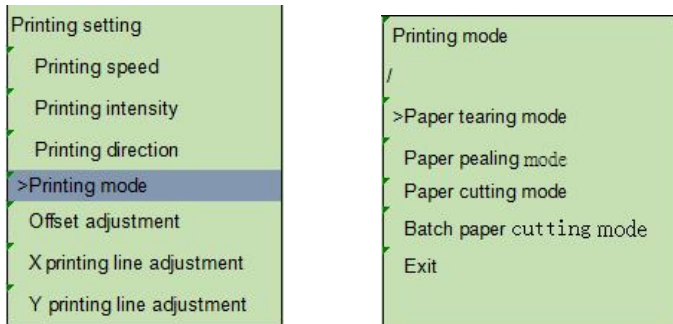 Printing setting
Printing speed
Printing intensity
Printing direction
>Printing mode
Offset adjustment
X printing line adjustment
Y printing line adjustment
Printing mode
/
>Paper tearing mode
Paper pealing mode
Paper cutting mode
Batch paper cutting mode
Exit